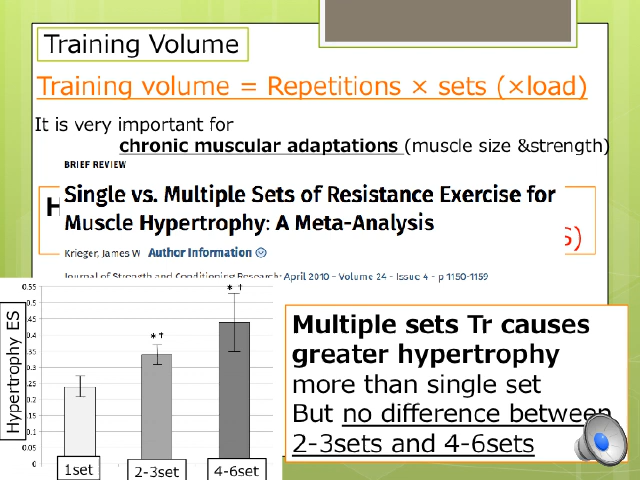 Training Volume
Training volume = Repetitions × sets (×load)
It is very important for
chronic muscular adaptations (muscle size &strength)
BRIEF REVIEW
H
Single vs. Multiple Sets of Resistance Exercise for
Muscle Hypertrophy: A Meta-Analysis
s)
Krieger, James W Author Information
Journal of Strength and Conditioning Research: April 2010 - Volume 24 - Issue 4 - p 1150-1159
Hypertrophy ES
0.55
0.5
0.45
0.4
0.35
0.3
0.25
0.2
0.15
0.1
0.05
0
*†
*†
1set
2-3set
4-6set
Multiple sets Tr causes
greater hypertrophy
more than single set
But no difference between
2-3sets and 4-6sets